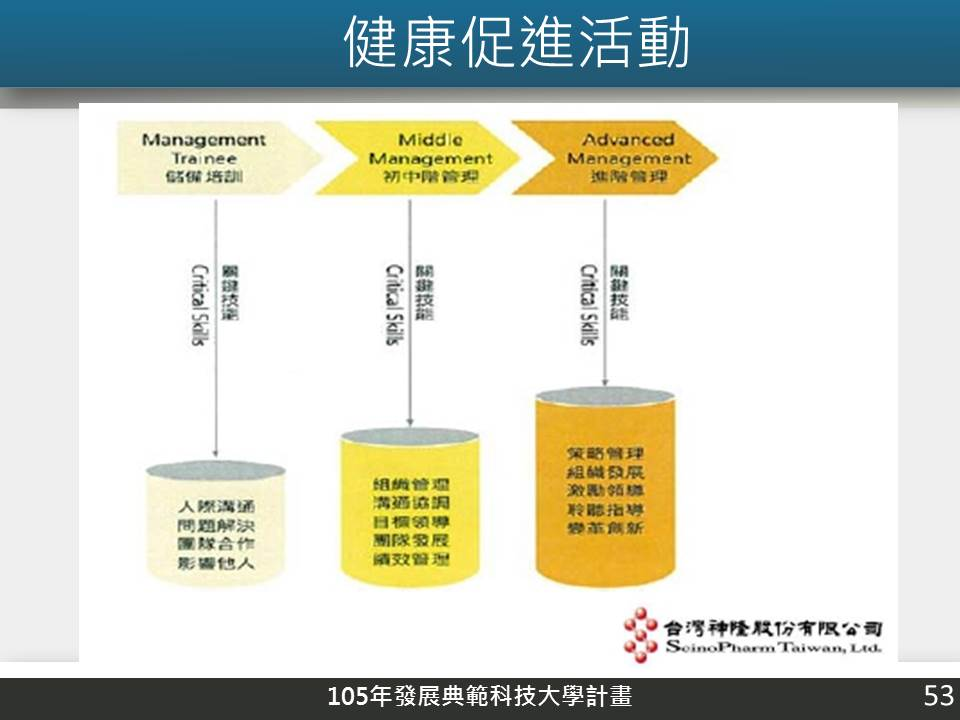 健康促進活動
Management
Trainee
儲備培訓
Middle
Management
初中階管理
Advanced
Management
進階管理
關鍵技能
Critical Skills
關鍵技能
Critical Skills
關鍵技能
Critical Skills
人際溝通
問題解決
團隊合作
影響他人
組織管理
溝通協調
目標領導
團隊發展
績效管理
策略管理
組織發展
激勵領導
聆聽指導
變革創新
台灣神隆股份有限公司
ScinoPharm Taiwan, Ltd.
105年發展典範科技大學計畫
53